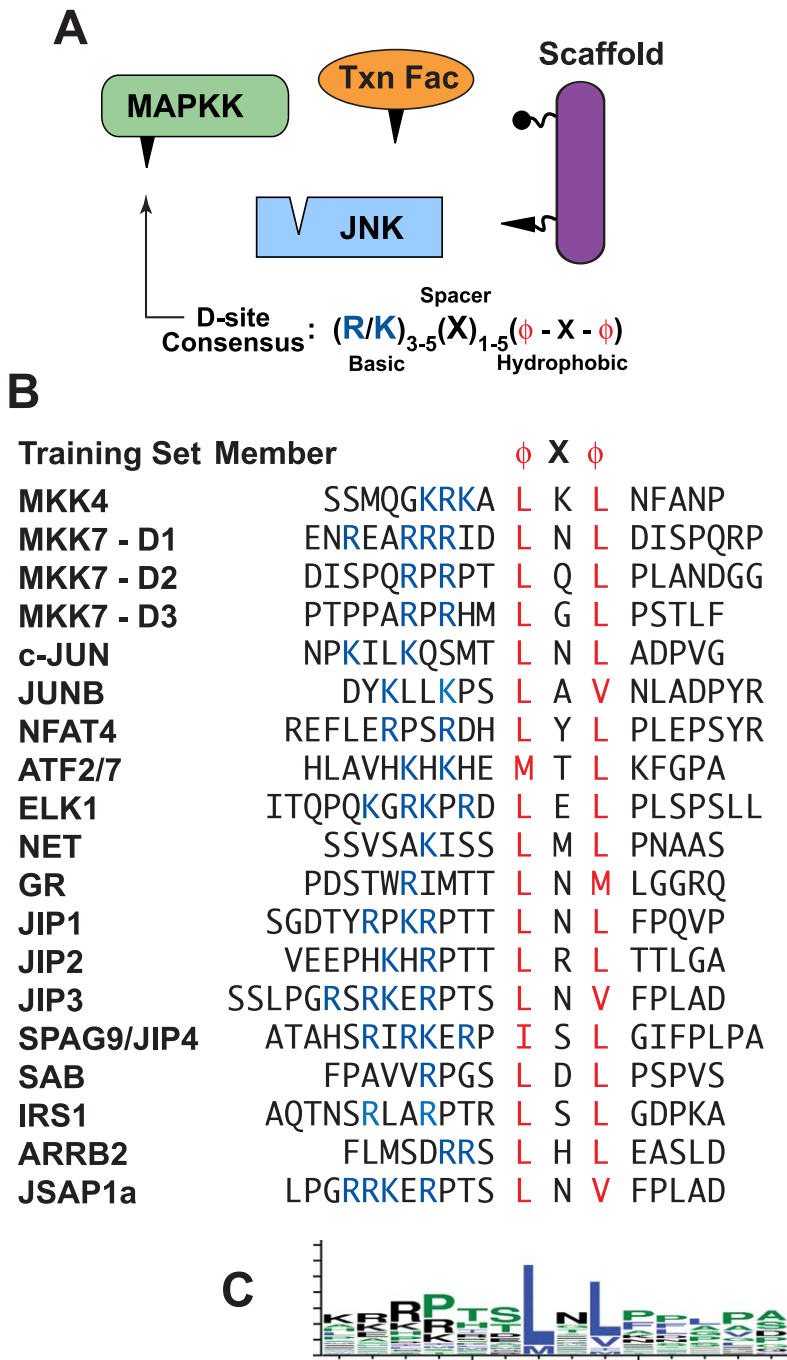 A
MAPKK
Txn Fac
Scaffold
JNK
D-site Consensus : (R/K)3-5(X)1-5(ϕ - X - ϕ)
Spacer
Basic
Hydrophobic
B
Training Set Member ϕ X ϕ
MKK4 SSMQGKRKA L K L NFANP
MKK7 - D1 ENREARRRID L N L DISPQRP
MKK7 - D2 DISPQRPRPT L Q L PLANDGG
MKK7 - D3 PTPPARPRHM L G L PSTLF
c-JUN NPKILKQSMT L N L ADPVG
JUNB DYKLLKPS L A V NLADPYR
NFAT4 REFLERPSRDH L Y L PLEPSYR
ATF2/7 HLAVHKHKHE M T L KFGPA
ELK1 ITQPQKGRKPRD L E L PLSPSLL
NET SSVSAKISS L M L PNAAS
GR PDSTWRIMTT L N M LGGRQ
JIP1 SGDTYRPKRPTT L N L FPQVP
JIP2 VEEPHKHRPTT L R L TTLGA
JIP3 SSLPGRSRKERPTS L N V FPLAD
SPAG9/JIP4 ATAHSRIRKERP I S L GIFPLPA
SAB FPAVVRPGS L D L PSPVS
IRS1 AQTNSRLARPTR L S L GDPKA
ARRB2 FLMSDRRS L H L EASLD
JSAP1a LPGRRKERPTS L N V FPLAD
C